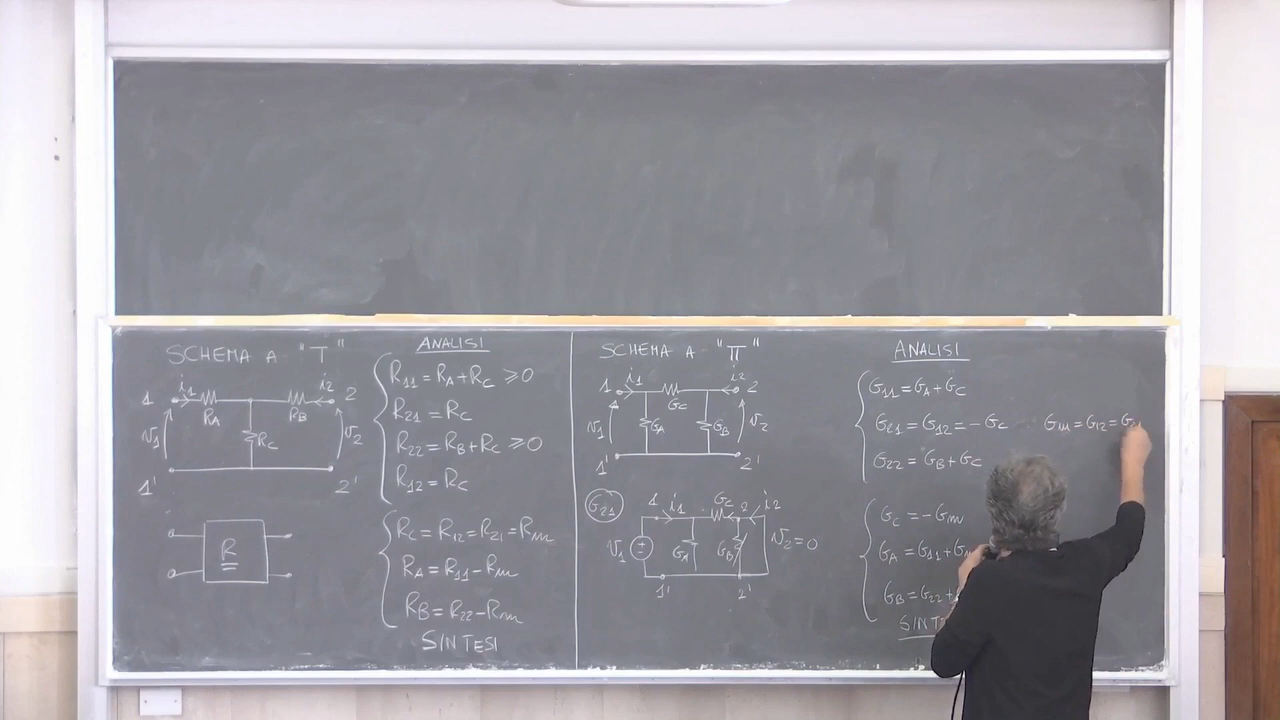 SCHEMA A "T"
1 i1 RA RB i2 2
v1 RC v2
1' 2'
R
ANALISI
R11 = RA + RC ⩾ 0
R21 = RC
R22 = RB + RC ⩾ 0
R12 = RC
RC = R12 = R21 = Rm
RA = R11 - Rm
RB = R22 - Rm
SINTESI
SCHEMA A "π"
1 i1 GC i2 2
v1 GA GB v2
1' 2'
G21
1 i1 GC 2 i2
v1 GA GB v2=0
1' 2'
ANALISI
G11 = GA + GC
G21 = G12 = - GC Gm = G12 = G21
G22 = GB + GC
GC = - Gm
GA = G11 + Gm
GB = G22 +